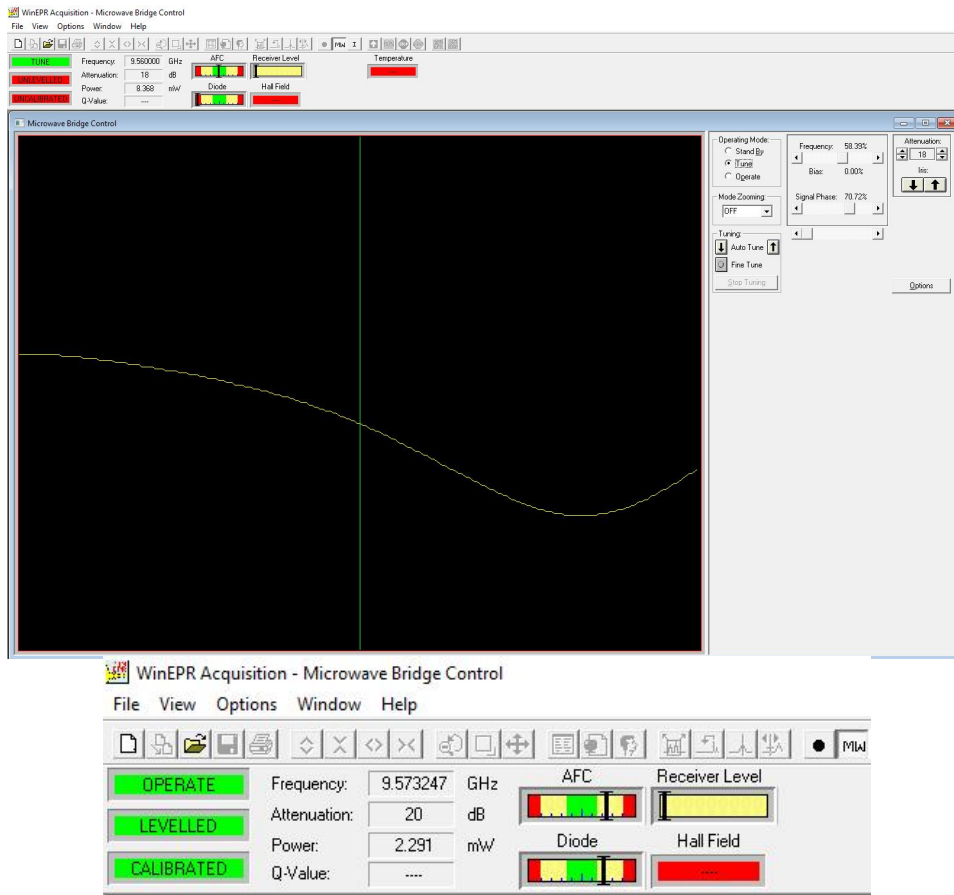 WinEPR Acquisition - Microwave Bridge Control
File View Options Window Help
MW I
TUNE Frequency: 9.560000 GHz AFC Receiver Level Temperature
UNLEVELLED Attenuation: 18 dB ----
Power: 8.368 mW Diode Hall Field
UNCALIBRATED Q-Value: ---- ----
Microwave Bridge Control
Operating Mode: Frequency: 58.39% Attenuation:
Stand By 18
Tune Bias: 0.00% Iris:
Operate
Mode Zooming: Signal Phase: 70.72%
OFF
Tuning:
Auto Tune
Fine Tune
Stop Tuning Options
WinEPR Acquisition - Microwave Bridge Control
File View Options Window Help
MW
OPERATE Frequency: 9.573247 GHz AFC Receiver Level
LEVELLED Attenuation: 20 dB
Power: 2.291 mW Diode Hall Field
CALIBRATED Q-Value: ---- ----